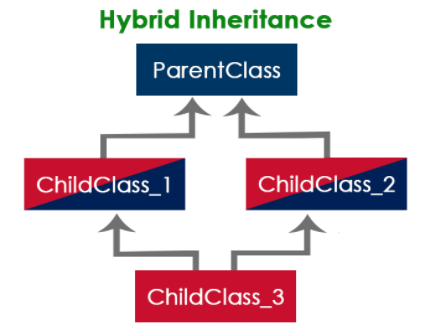 Hybrid Inheritance
ParentClass
ChildClass_1
ChildClass_2
ChildClass_3